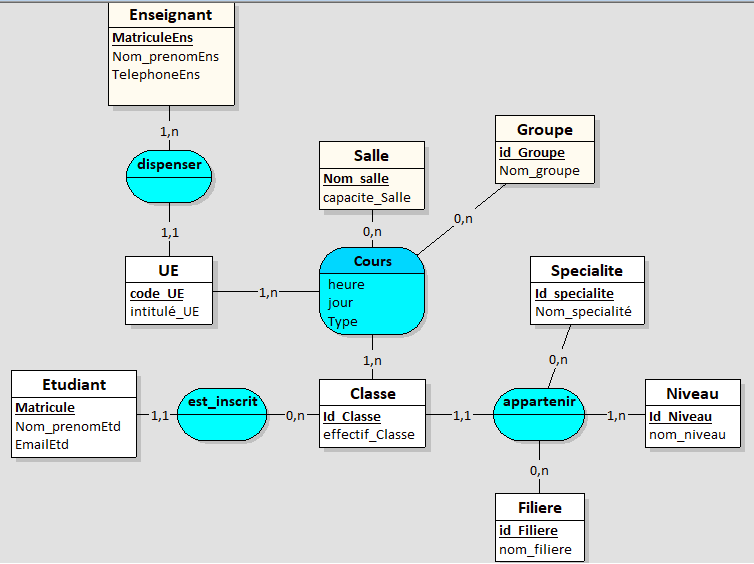 Enseignant
MatriculeEns
Nom_prenomEns
TelephoneEns
1,n
dispenser
1,1
Salle
Nom_salle
capacite_Salle
Groupe
id_Groupe
Nom_groupe
0,n
0,n
UE
code_UE
intitulé_UE
1,n
Cours
heure
jour
Type
Specialite
Id_specialite
Nom_specialité
1,n
0,n
Etudiant
Matricule
Nom_prenomEtd
EmailEtd
1,1
est_inscrit
0,n
Classe
Id_Classe
effectif_Classe
1,1
appartenir
1,n
Niveau
Id_Niveau
nom_niveau
0,n
Filiere
id_Filiere
nom_filiere